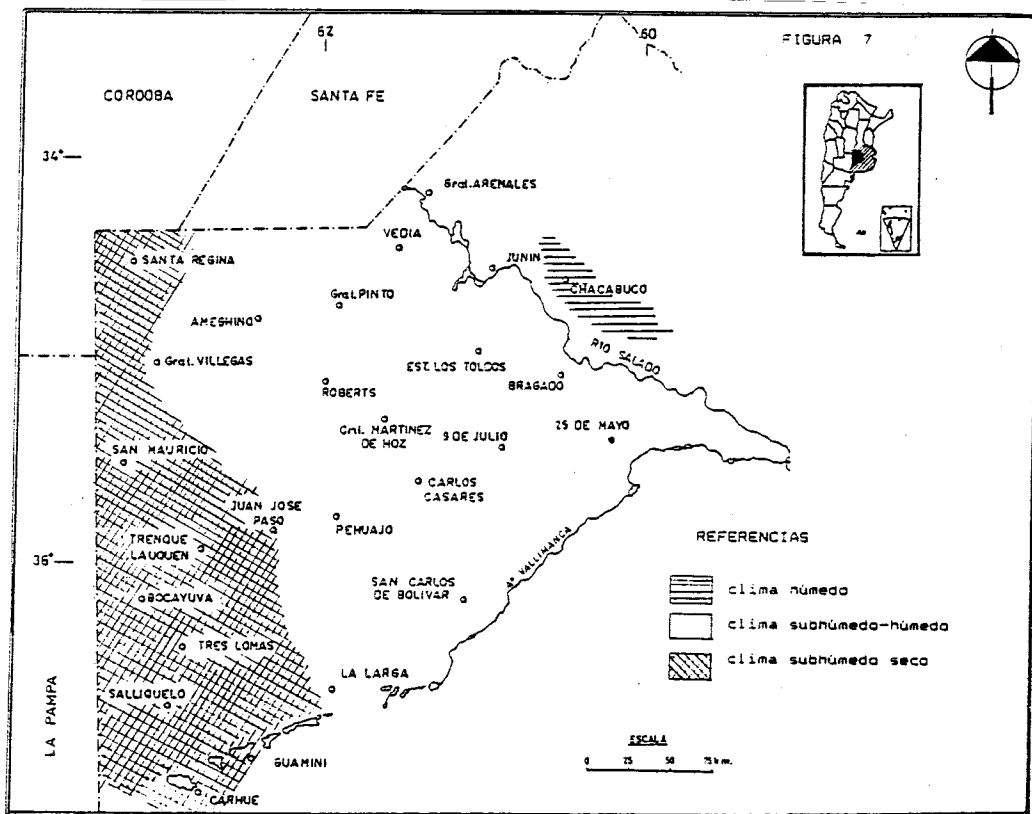 62
60
FIGURA 7
CORDOBA
SANTA FE
34°
Gral. ARENALES
VEDIA
JUNIN
SANTA REGINA
CHACABUCO
Gral. PINTO
AMEGHINO
RIO SALADO
Gral. VILLEGAS
EST. LOS TOLDOS
BRAGADO
ROBERTS
Gral. MARTINEZ
DE HOZ
9 DE JULIO
25 DE MAYO
SAN MAURICIO
CARLOS
CASARES
JUAN JOSE
PASO
PEHUAJO
TRENQUE
LAUQUEN
36°
Aº VALLIMANCA
REFERENCIAS
SAN CARLOS
DE BOLIVAR
BOCAYUVA
clima húmedo
clima subhúmedo-húmedo
TRES LOMAS
clima subhúmedo seco
LA LARGA
SALLIQUELO
LA PAMPA
ESCALA
0 25 50 75 km.
GUAMINI
CARHUE